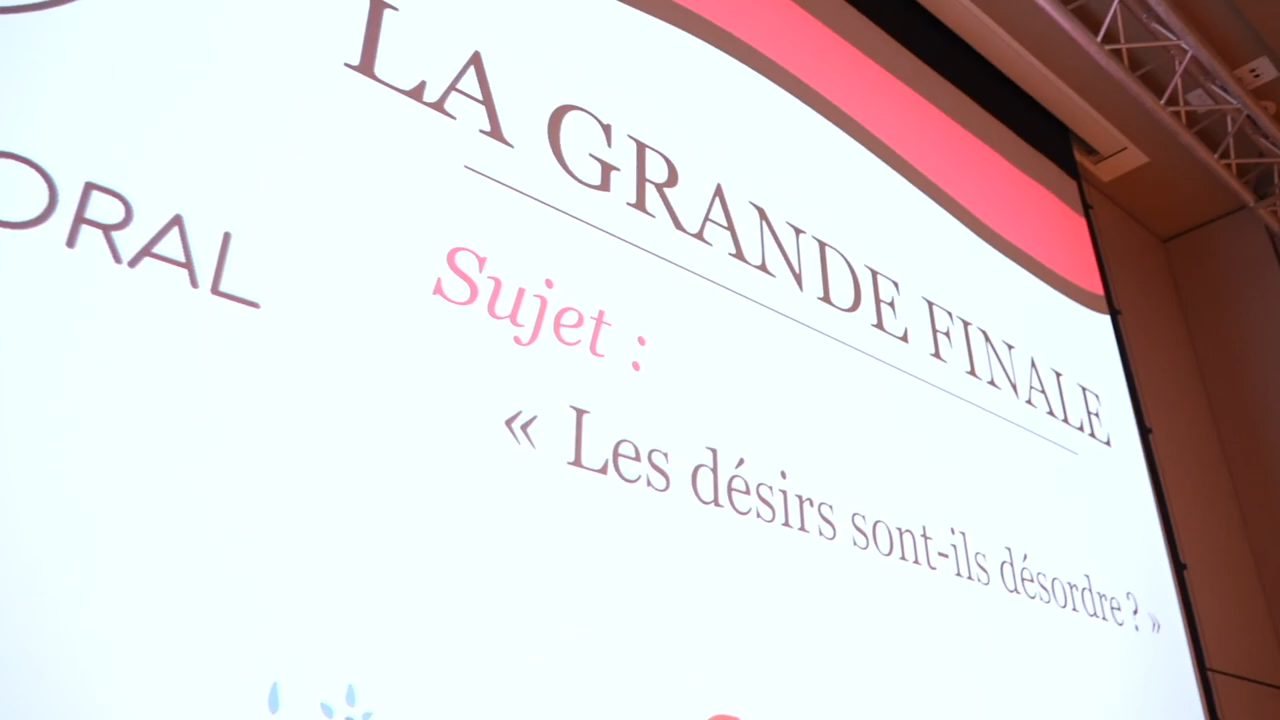 LA GRANDE FINALE
ORAL
Sujet :
« Les désirs sont-ils désordre ? »